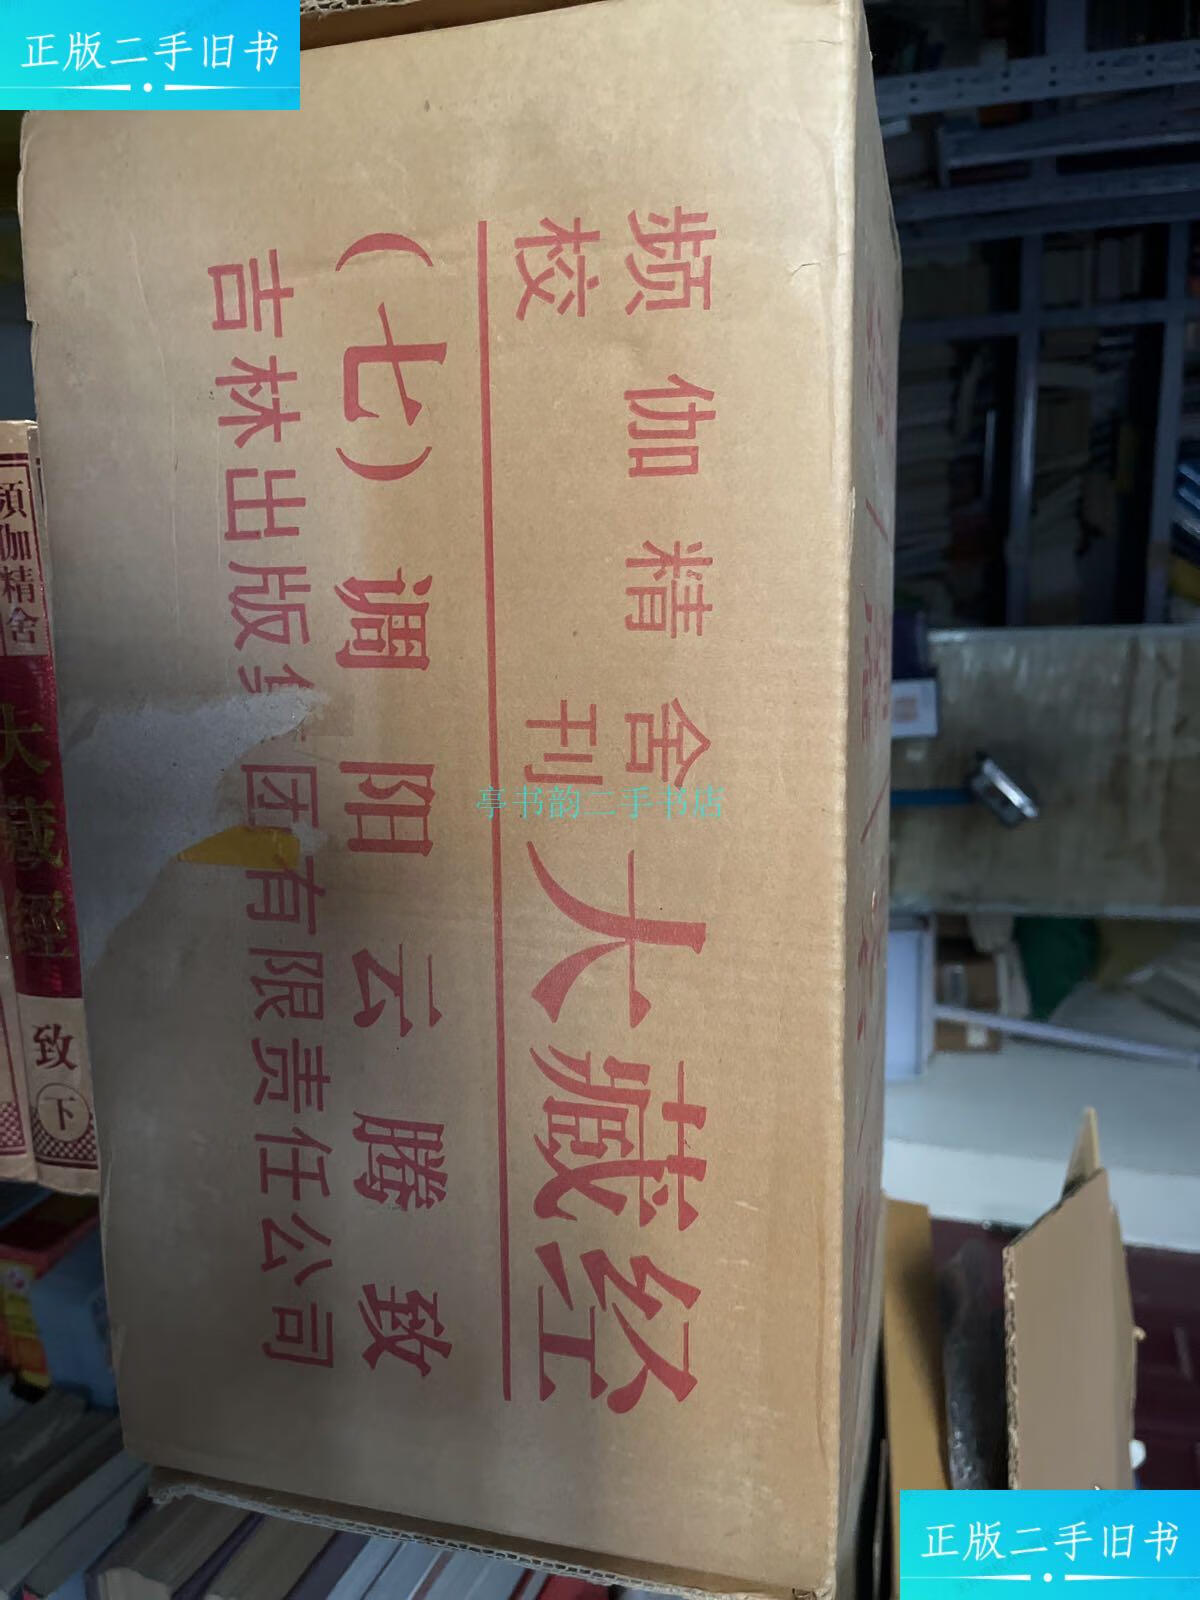 正版二手旧书
頻伽精舍
校刊
大藏经
(七)调阳云腾致
吉林出版集团有限责任公司
亭书韵二手书店
頻伽精舍
大藏經
致
下
正版二手旧书